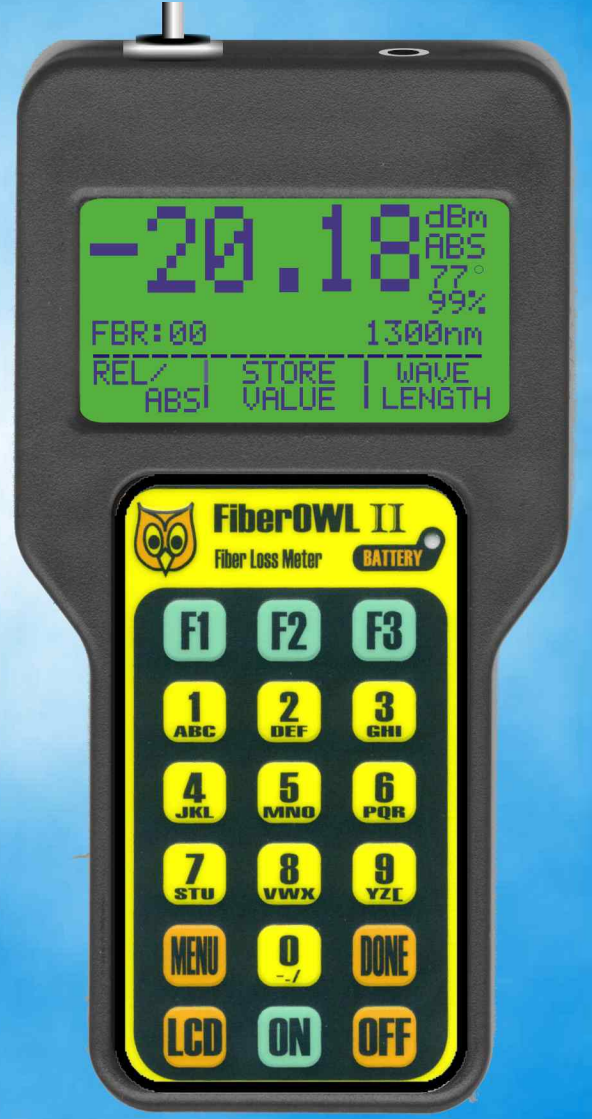 -20.18 dBm
ABS
77°
99%
FBR:00 1300nm
REL/ STORE WAVE
ABS VALUE LENGTH
FiberOWL II
Fiber Loss Meter BATTERY
F1 F2 F3
1 2 3
ABC DEF GHI
4 5 6
JKL MNO PQR
7 8 9
STU VWX YZ[
MENU 0 DONE
-./
LCD ON OFF